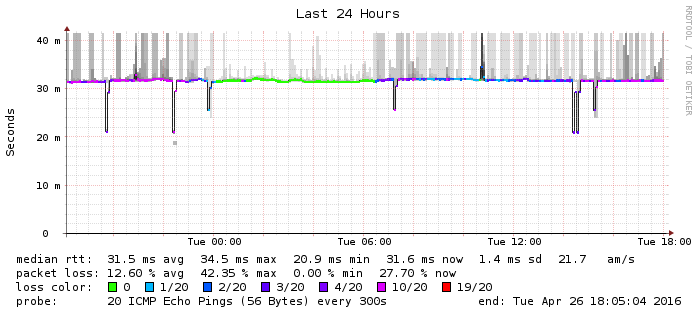 Last 24 Hours
RRDTOOL / TOBI OETIKER
Seconds
40 m
30 m
20 m
10 m
0
Tue 00:00 Tue 06:00 Tue 12:00 Tue 18:00
median rtt: 31.5 ms avg 34.5 ms max 20.9 ms min 31.6 ms now 1.4 ms sd 21.7 am/s
packet loss: 12.60 % avg 42.35 % max 0.00 % min 27.70 % now
loss color: 0 1/20 2/20 3/20 4/20 10/20 19/20
probe: 20 ICMP Echo Pings (56 Bytes) every 300s end: Tue Apr 26 18:05:04 2016